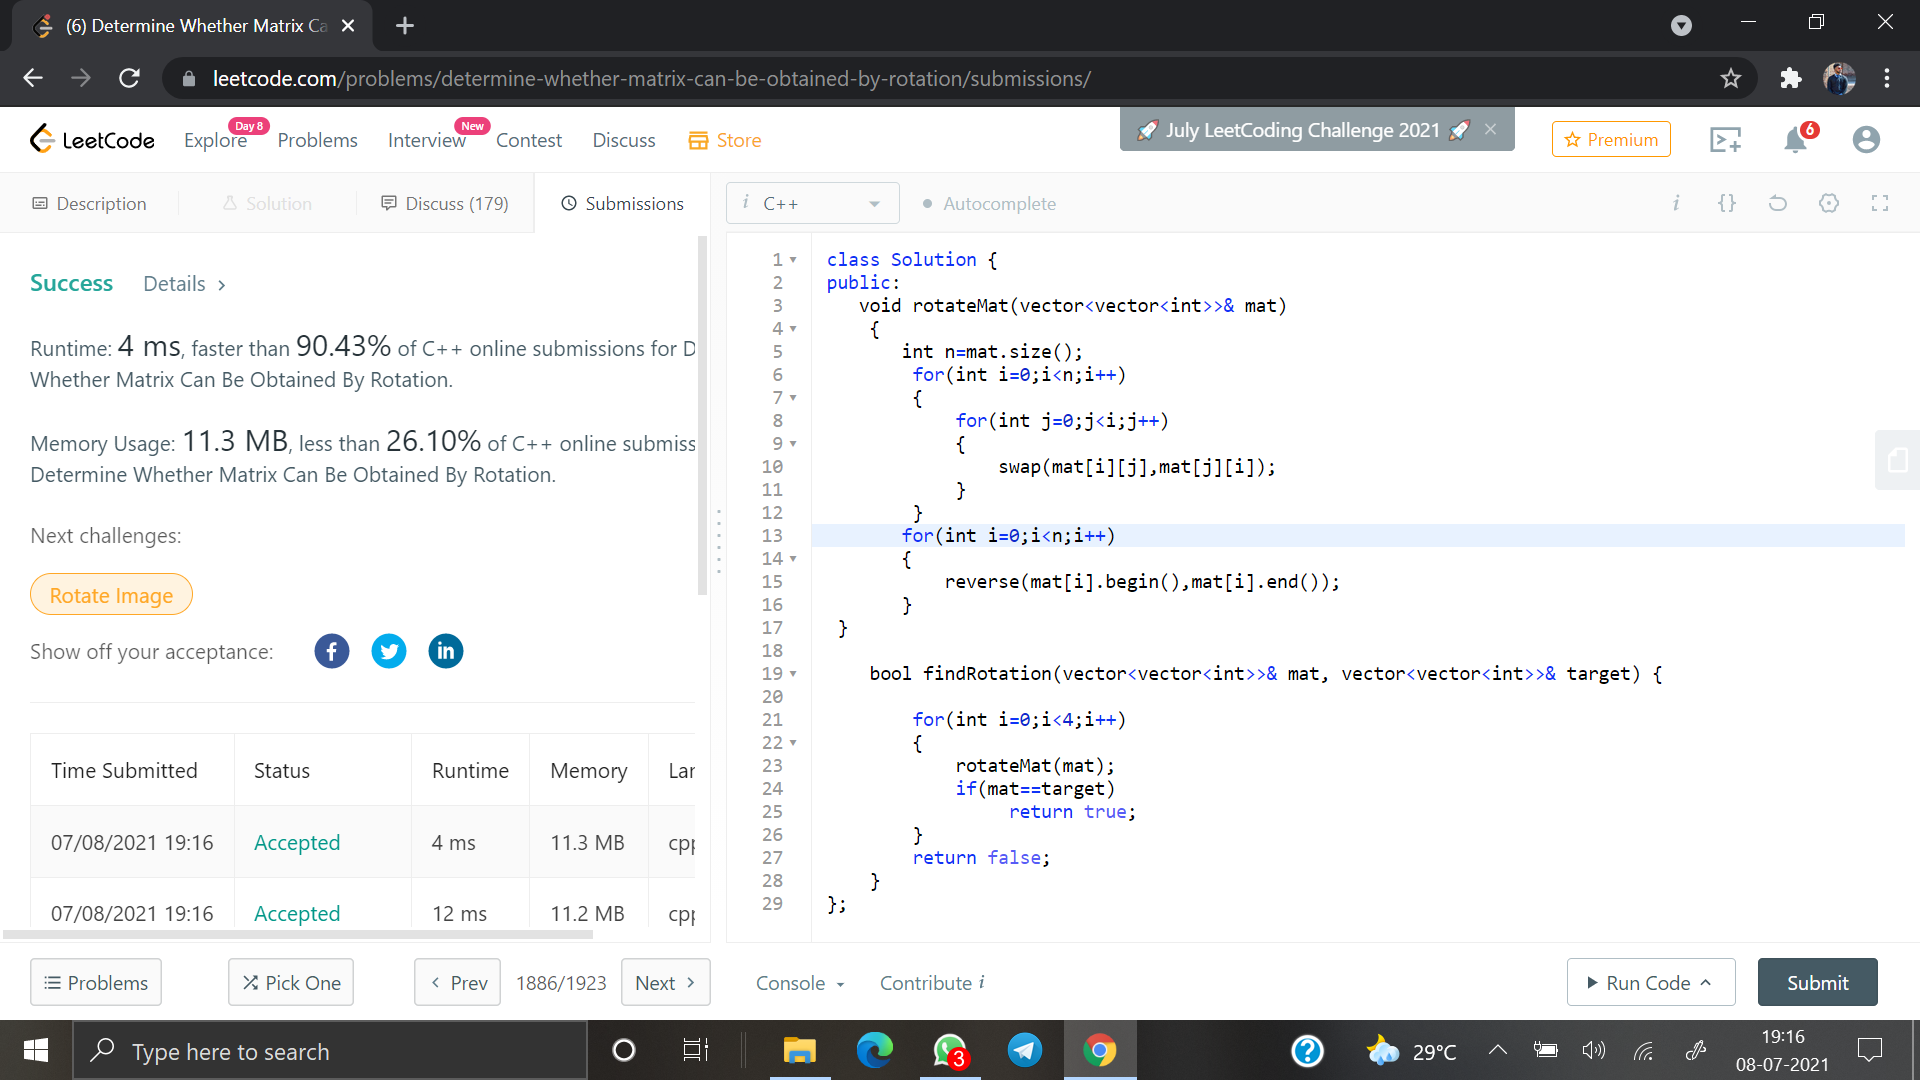 (6) Determine Whether Matrix Ca
leetcode.com/problems/determine-whether-matrix-can-be-obtained-by-rotation/submissions/
LeetCode
Explore
Day 8
Problems
Interview
New
Contest
Discuss
Store
July LeetCoding Challenge 2021
Premium
6
Description
Solution
Discuss (179)
Submissions
i C++
Autocomplete
i {}
Success Details
Runtime: 4 ms, faster than 90.43% of C++ online submissions for D
Whether Matrix Can Be Obtained By Rotation.
Memory Usage: 11.3 MB, less than 26.10% of C++ online submiss
Determine Whether Matrix Can Be Obtained By Rotation.
Next challenges:
Rotate Image
Show off your acceptance:
f
in
Time Submitted Status Runtime Memory Lar
07/08/2021 19:16 Accepted 4 ms 11.3 MB cpp
07/08/2021 19:16 Accepted 12 ms 11.2 MB cpp
1 class Solution {
2 public:
3 void rotateMat(vector<vector<int>>& mat)
4 {
5 int n=mat.size();
6 for(int i=0;i<n;i++)
7 {
8 for(int j=0;j<i;j++)
9 {
10 swap(mat[i][j],mat[j][i]);
11 }
12 }
13 for(int i=0;i<n;i++)
14 {
15 reverse(mat[i].begin(),mat[i].end());
16 }
17 }
18
19 bool findRotation(vector<vector<int>>& mat, vector<vector<int>>& target) {
20
21 for(int i=0;i<4;i++)
22 {
23 rotateMat(mat);
24 if(mat==target)
25 return true;
26 }
27 return false;
28 }
29 };
Problems
Pick One
Prev
1886/1923
Next
Console
Contribute i
Run Code
Submit
Type here to search
3
?
29°C
19:16
08-07-2021